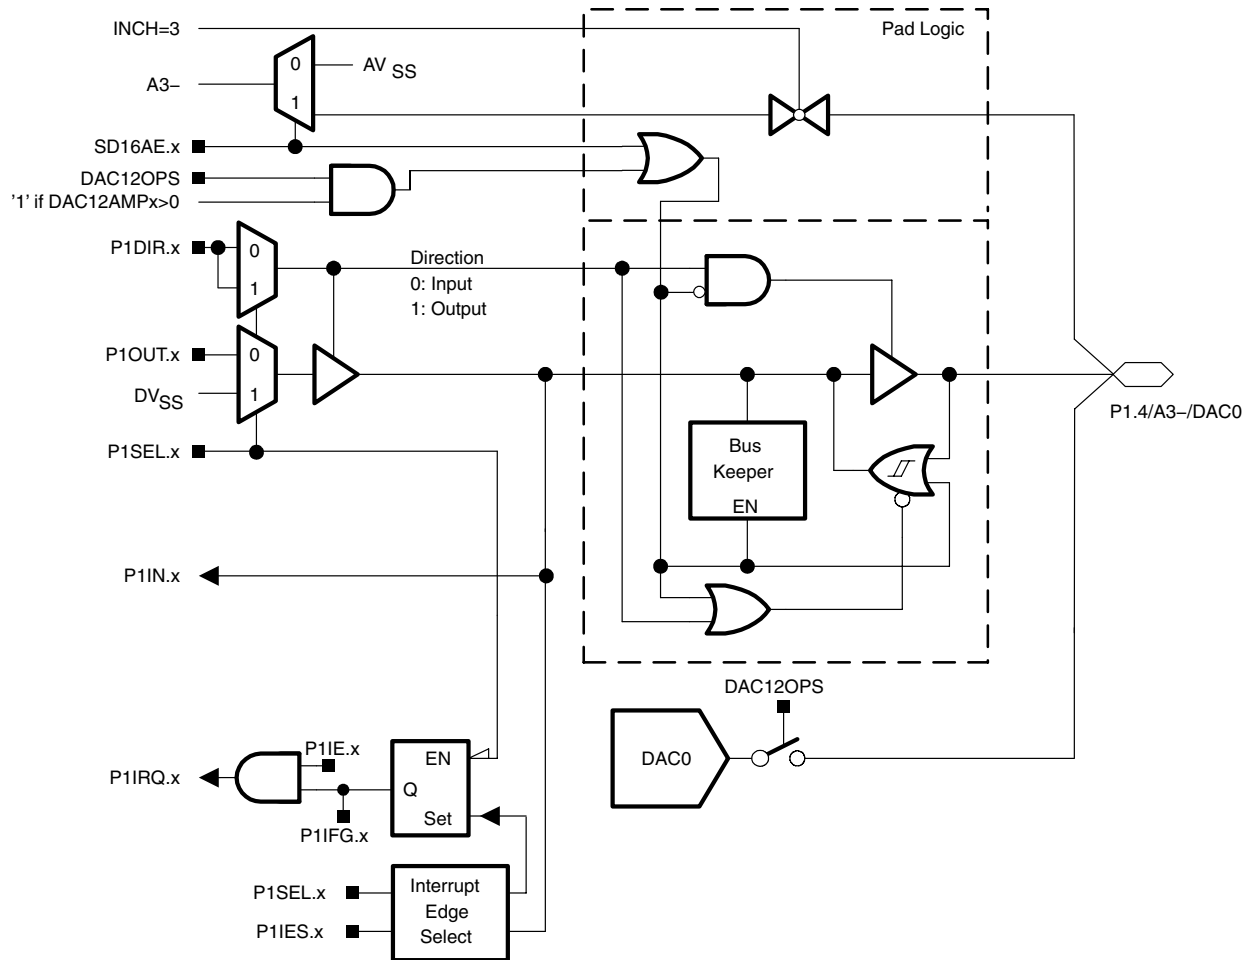 INCH=3
Pad Logic
0
AV SS
A3−
1
SD16AE.x
DAC12OPS
'1' if DAC12AMPx>0
P1DIR.x
0
1
Direction
0: Input
1: Output
P1OUT.x
0
DVSS
1
P1.4/A3−/DAC0
P1SEL.x
Bus
Keeper
EN
P1IN.x
DAC12OPS
P1IE.x
EN
DAC0
P1IRQ.x
Q
Set
P1IFG.x
P1SEL.x
Interrupt
Edge
Select
P1IES.x